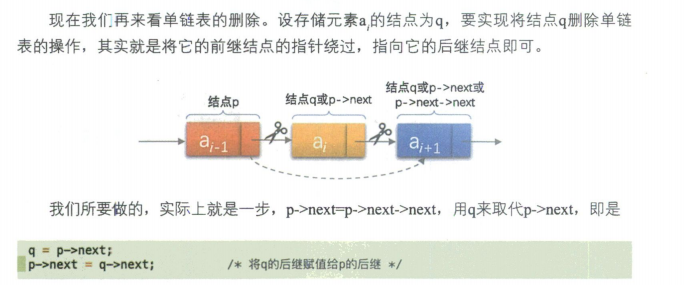 现在我们再来看单链表的删除。设存储元素aᵢ的结点为q，要实现将结点q删除单链
表的操作，其实就是将它的前继结点的指针绕过，指向它的后继结点即可。
结点p
结点q或p->next
结点q或p->next或
p->next->next
aᵢ₋₁
aᵢ
aᵢ₊₁
我们所要做的，实际上就是一步，p->next=p->next->next，用q来取代p->next，即是
q = p->next;
p->next = q->next; /* 将q的后继赋值给p的后继 */